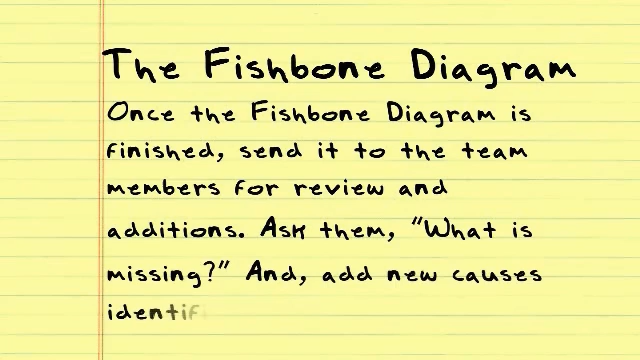 The Fishbone Diagram
Once the Fishbone Diagram is
finished, send it to the team
members for review and
additions. Ask them, "What is
missing?" And, add new causes
identif